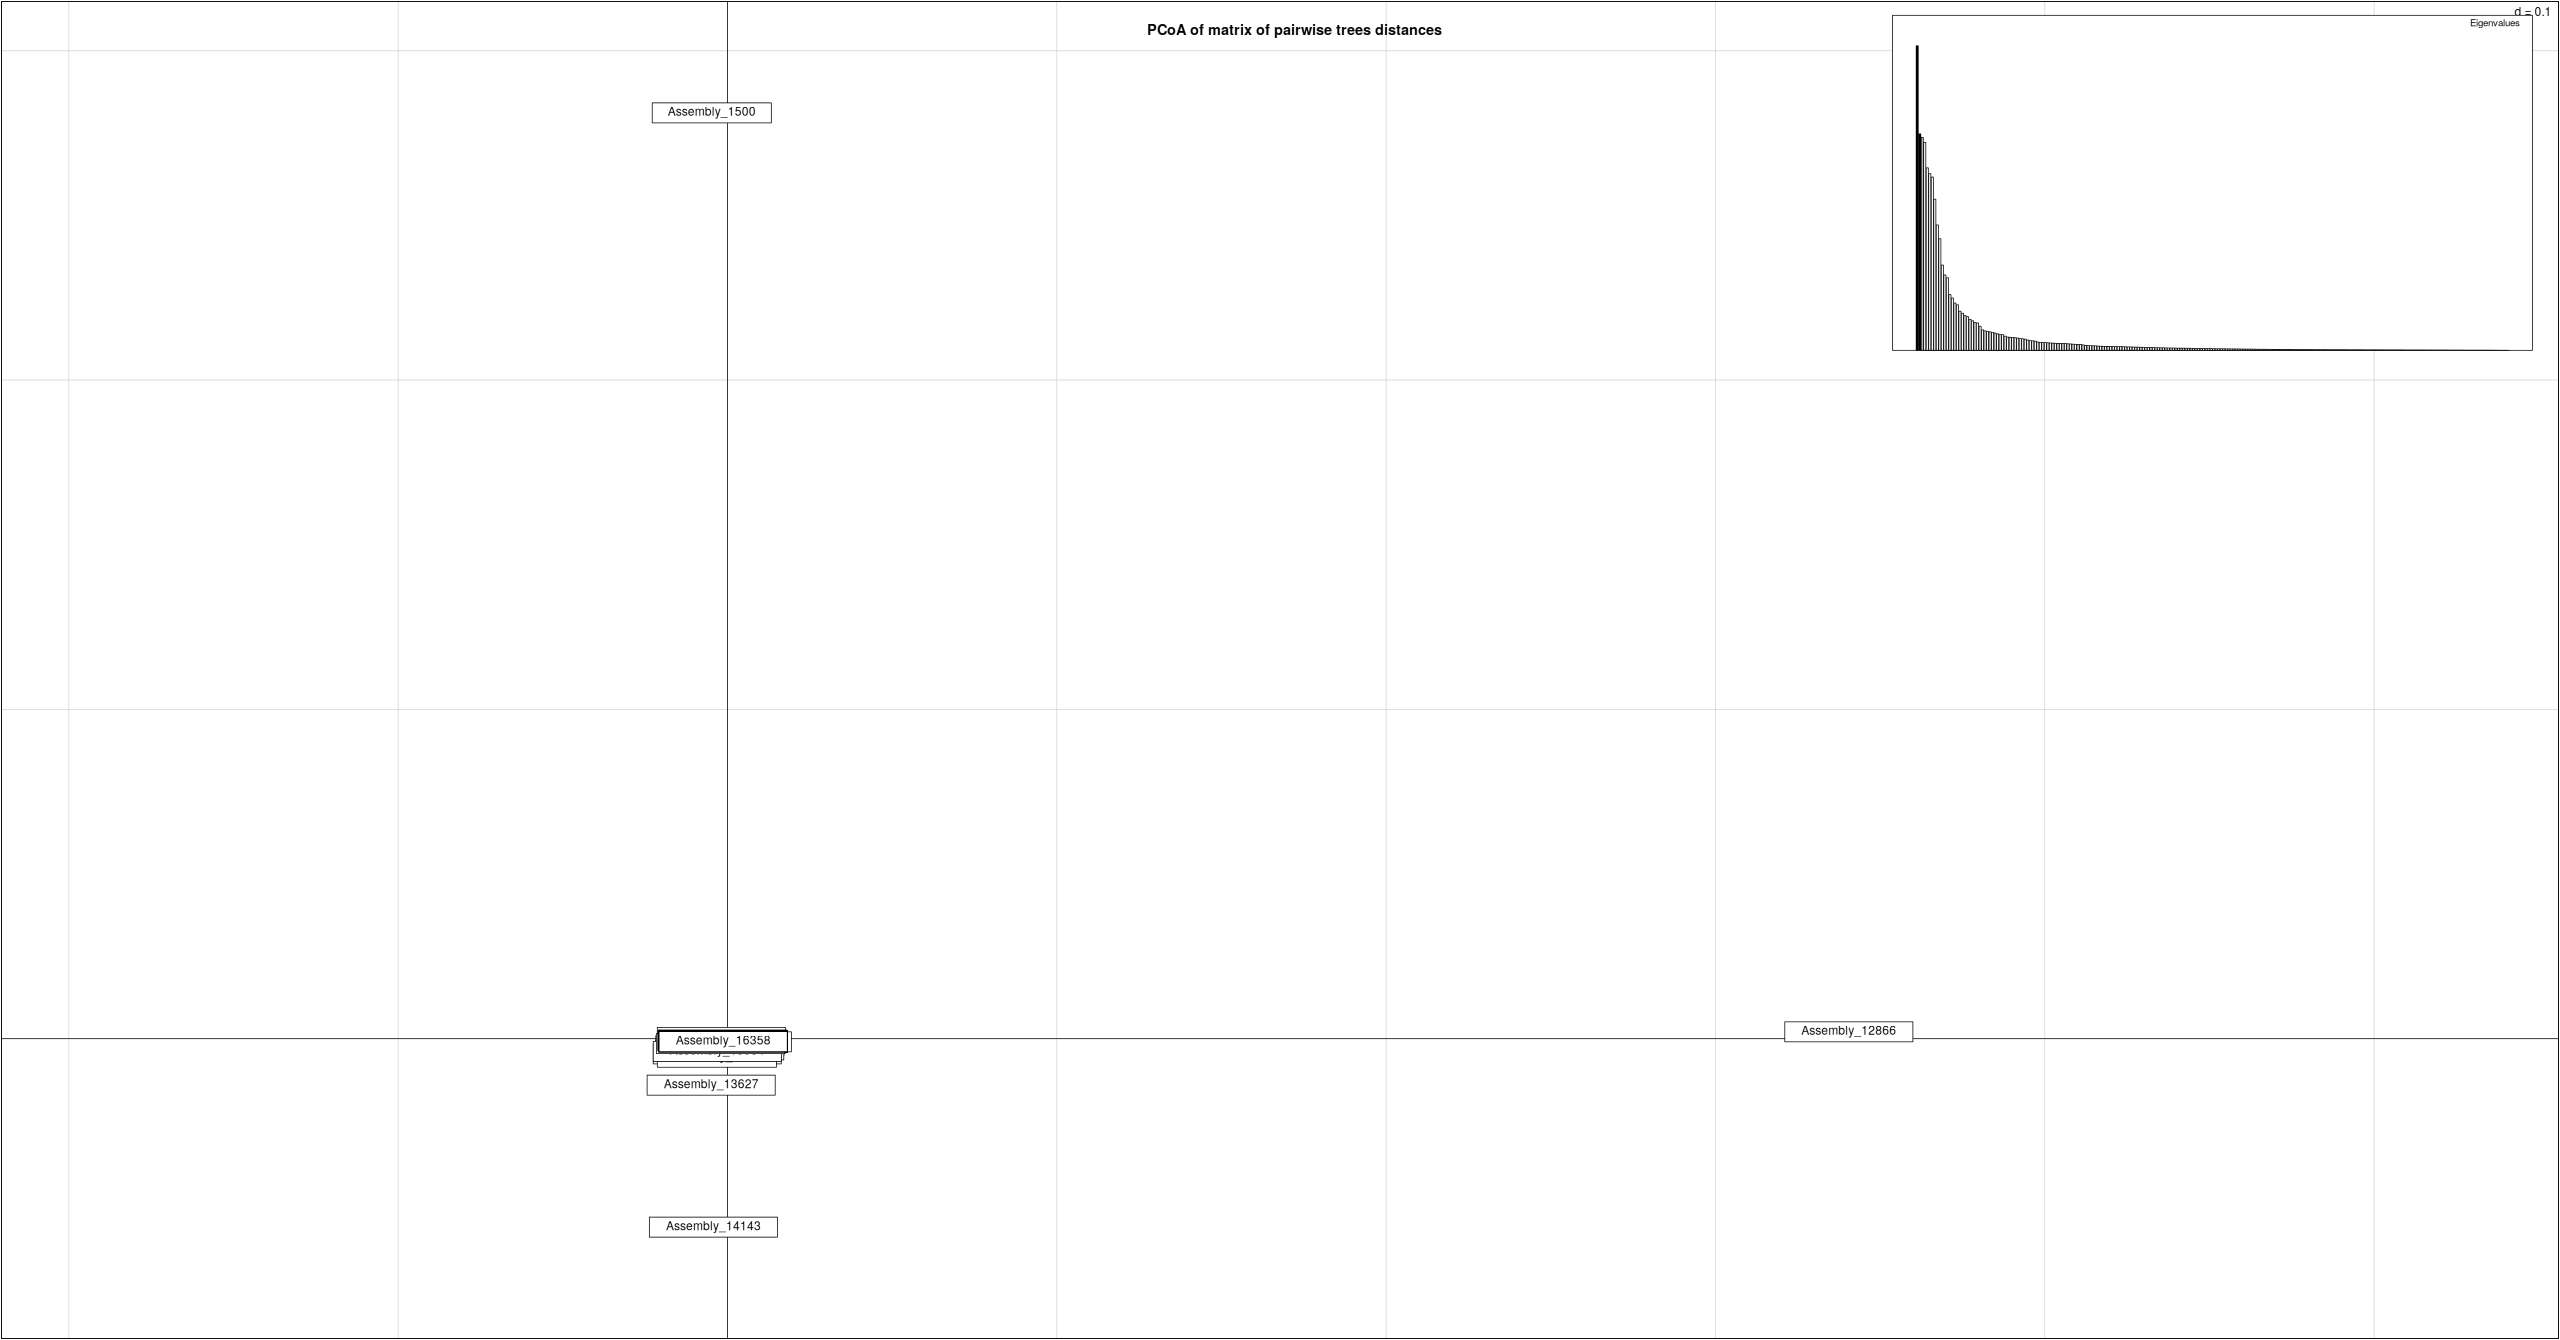 PCoA of matrix of pairwise trees distances
d = 0.1
Eigenvalues
Assembly_1500
Assembly_12866
Assembly_16358
Assembly_13627
Assembly_14143